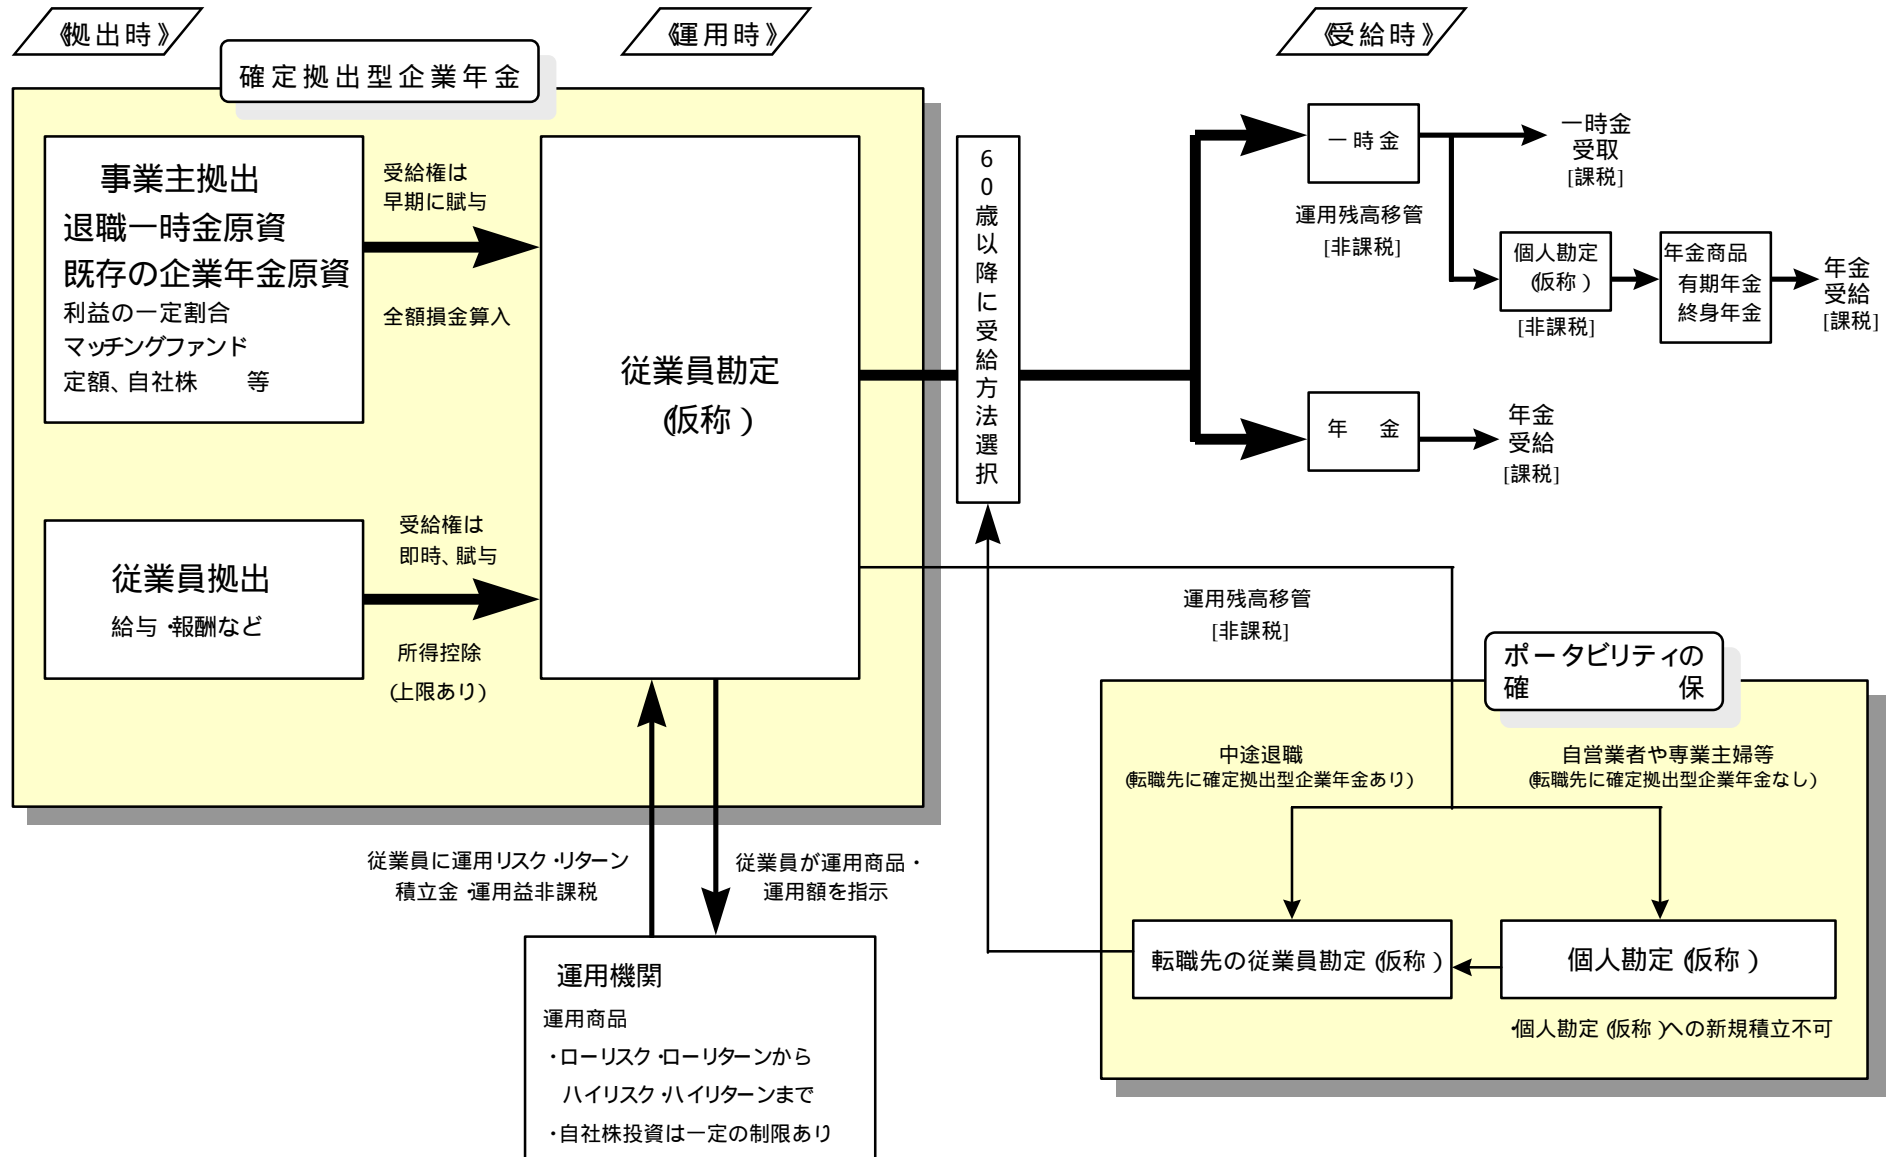 《拠出時》
《運用時》
《受給時》
確定拠出型企業年金
事業主拠出
退職一時金原資
既存の企業年金原資
利益の一定割合
マッチングファンド
定額、自社株　　等
受給権は
早期に賦与
全額損金算入
従業員拠出
給与・報酬など
受給権は
即時、賦与
所得控除
(上限あり)
従業員勘定
(仮称)
60歳以降に受給方法選択
一時金
一時金
受取
[課税]
運用残高移管
[非課税]
個人勘定
(仮称)
[非課税]
年金商品
有期年金
終身年金
年金
受給
[課税]
年　金
年金
受給
[課税]
運用残高移管
[非課税]
ポータビリティの
確　　　　保
中途退職
(転職先に確定拠出型企業年金あり)
自営業者や専業主婦等
(転職先に確定拠出型企業年金なし)
転職先の従業員勘定(仮称)
個人勘定(仮称)
・個人勘定(仮称)への新規積立不可
従業員に運用リスク・リターン
積立金・運用益非課税
従業員が運用商品・
運用額を指示
運用機関
運用商品
・ローリスク・ローリターンから
ハイリスク・ハイリターンまで
・自社株投資は一定の制限あり